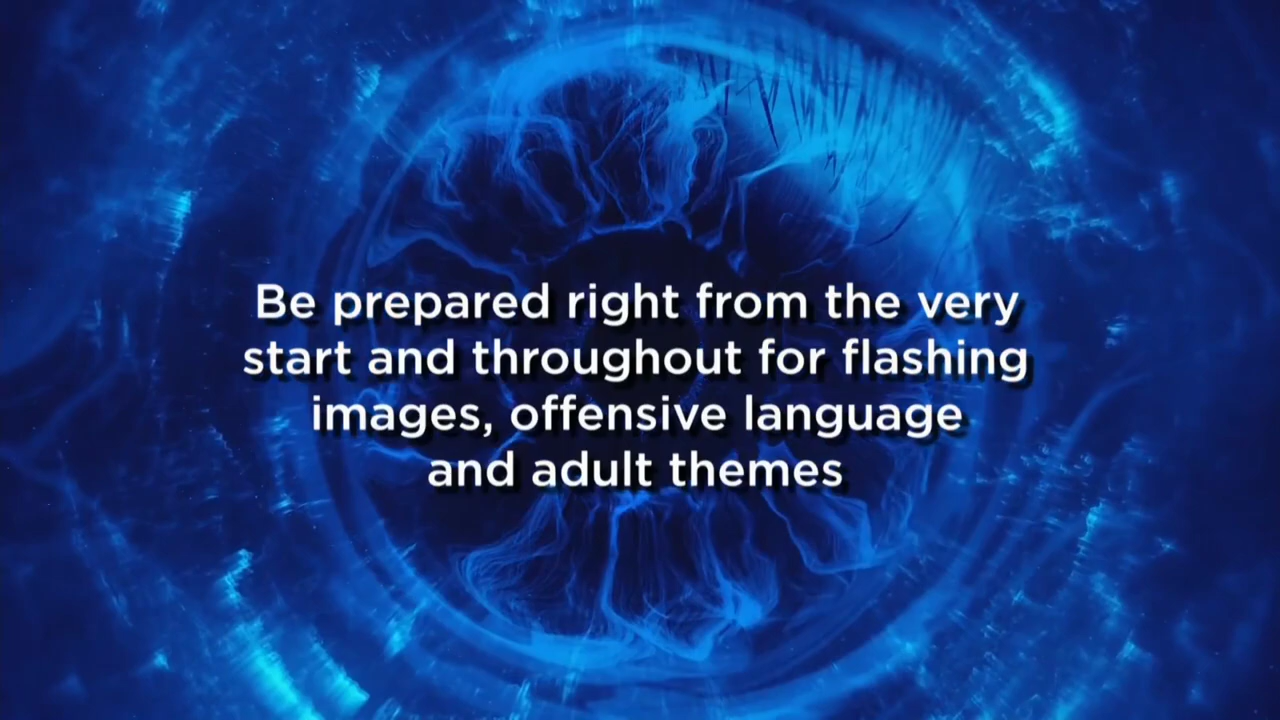 Be prepared right from the very
start and throughout for flashing
images, offensive language
and adult themes